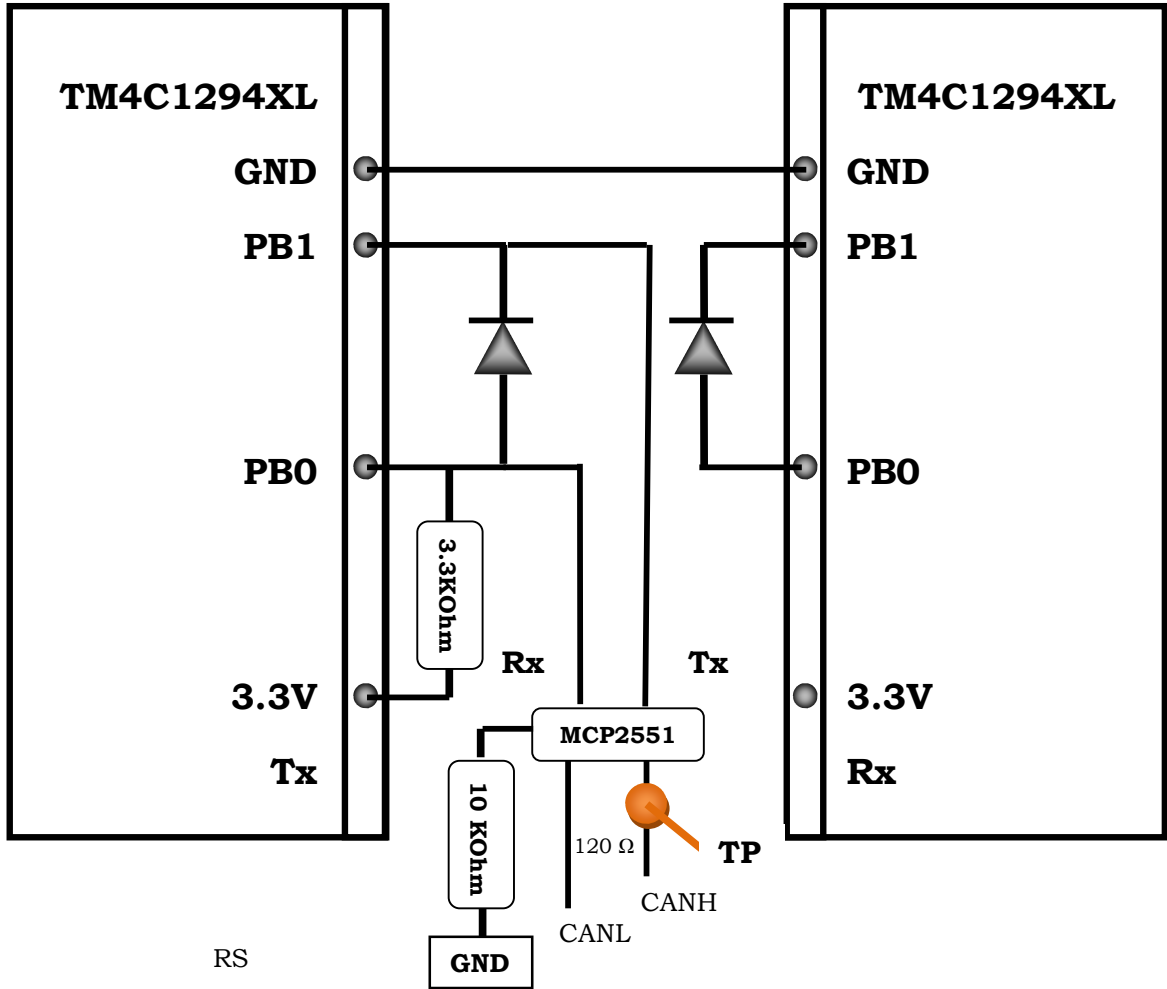 TM4C1294XL
TM4C1294XL
GND
GND
PB1
PB1
PB0
PB0
3.3KOhm
Rx
Tx
3.3V
3.3V
MCP2551
Tx
Rx
10 KOhm
120 Ω
TP
CANH
CANL
RS
GND